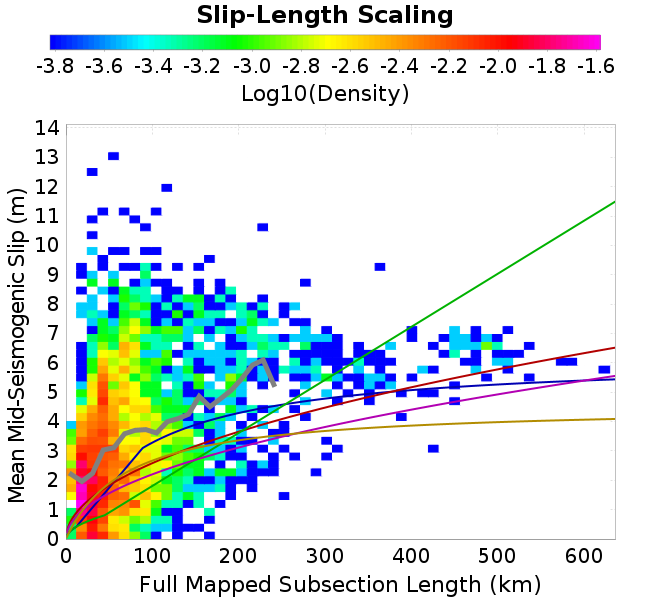 Slip-Length Scaling
-3.8 -3.6 -3.4 -3.2 -3.0 -2.8 -2.6 -2.4 -2.2 -2.0 -1.8 -1.6
Log10(Density)
14
13
12
11
10
9
8
7
6
5
4
3
2
1
0
Mean Mid-Seismogenic Slip (m)
0 100 200 300 400 500 600
Full Mapped Subsection Length (km)